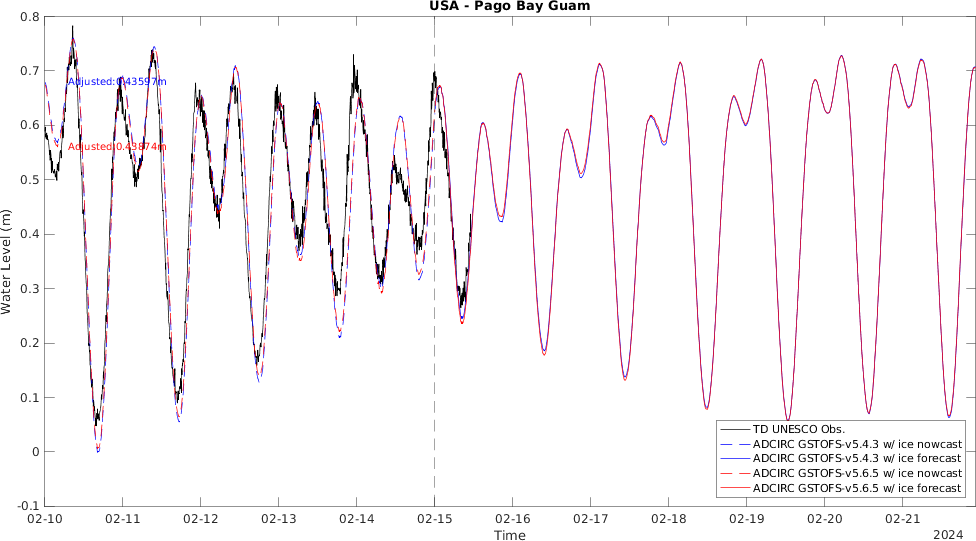 USA - Pago Bay Guam
Water Level (m)
0.8
0.7
0.6
0.5
0.4
0.3
0.2
0.1
0
-0.1
Adjusted:0.43597m
Adjusted:0.43874m
TD UNESCO Obs.
ADCIRC GSTOFS-v5.4.3 w/ ice nowcast
ADCIRC GSTOFS-v5.4.3 w/ ice forecast
ADCIRC GSTOFS-v5.6.5 w/ ice nowcast
ADCIRC GSTOFS-v5.6.5 w/ ice forecast
02-10 02-11 02-12 02-13 02-14 02-15 02-16 02-17 02-18 02-19 02-20 02-21
Time
2024